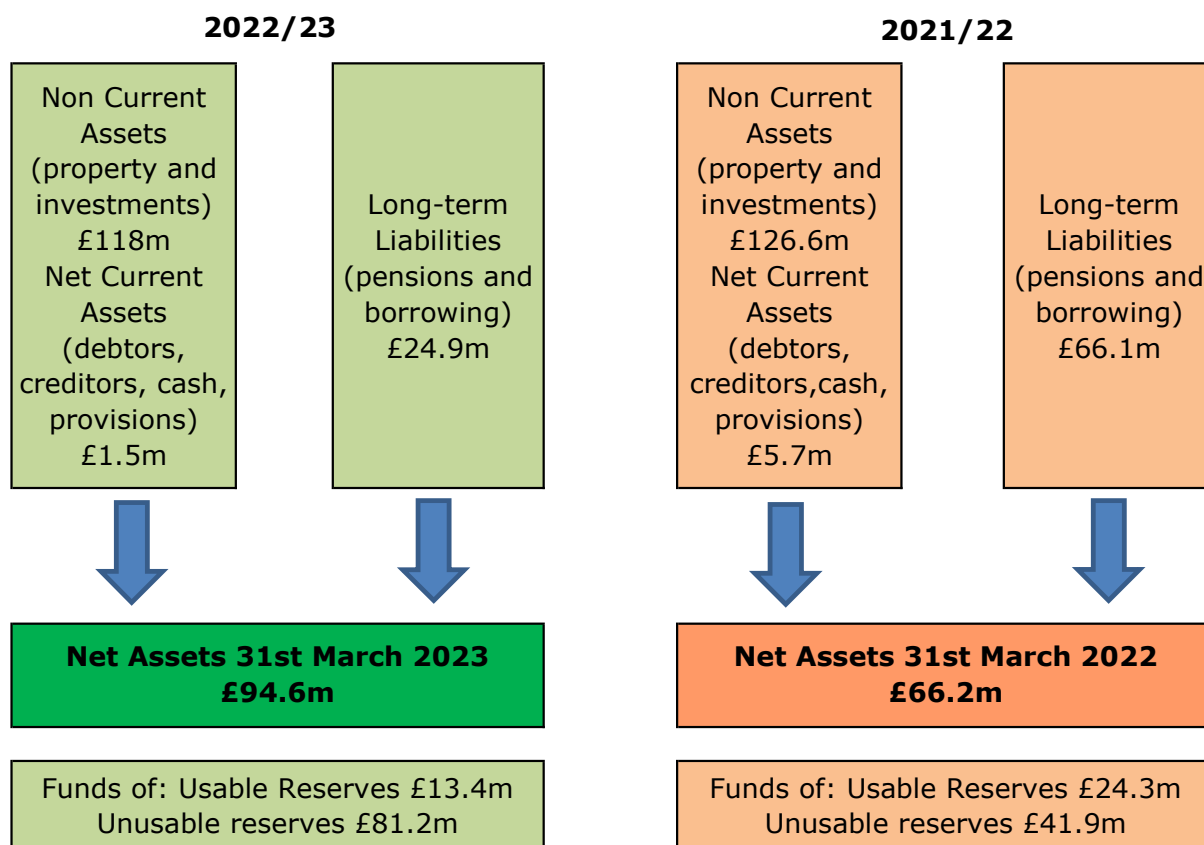 2022/23
Non Current
Assets
(property and
investments)
£118m
Net Current
Assets
(debtors,
creditors, cash,
provisions)
£1.5m
Long-term
Liabilities
(pensions and
borrowing)
£24.9m
Net Assets 31st March 2023
£94.6m
Funds of: Usable Reserves £13.4m
Unusable reserves £81.2m
2021/22
Non Current
Assets
(property and
investments)
£126.6m
Net Current
Assets
(debtors,
creditors,cash,
provisions)
£5.7m
Long-term
Liabilities
(pensions and
borrowing)
£66.1m
Net Assets 31st March 2022
£66.2m
Funds of: Usable Reserves £24.3m
Unusable reserves £41.9m